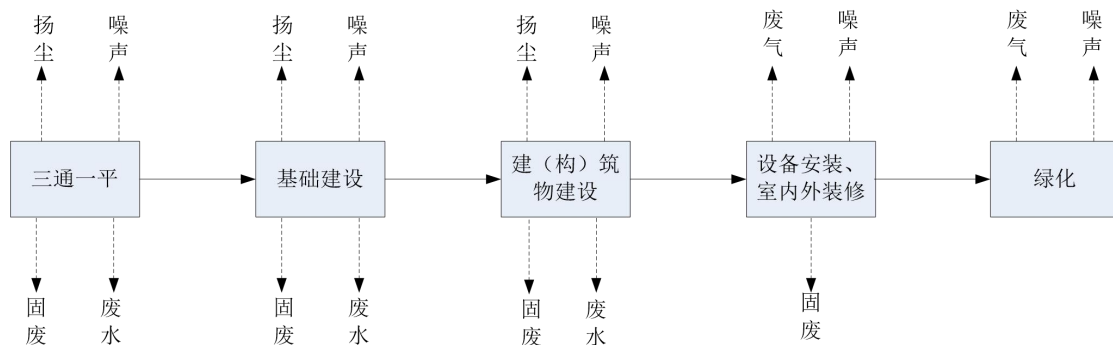 扬尘
噪声
扬尘
噪声
扬尘
噪声
废气
噪声
废气
噪声
三通一平
基础建设
建（构）筑
物建设
设备安装、
室内外装修
绿化
固废
废水
固废
废水
固废
废水
固废